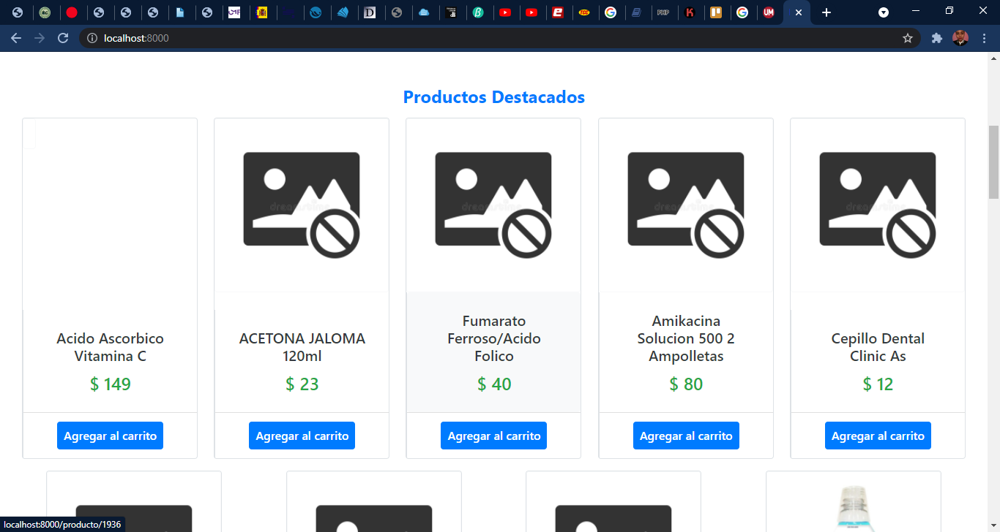 localhost:8000
Productos Destacados
Acido Ascorbico
Vitamina C
$ 149
Agregar al carrito
ACETONA JALOMA
120ml
$ 23
Agregar al carrito
Fumarato
Ferroso/Acido
Folico
$ 40
Agregar al carrito
Amikacina
Solucion 500 2
Ampolletas
$ 80
Agregar al carrito
Cepillo Dental
Clinic As
$ 12
Agregar al carrito
localhost:8000/producto/1936